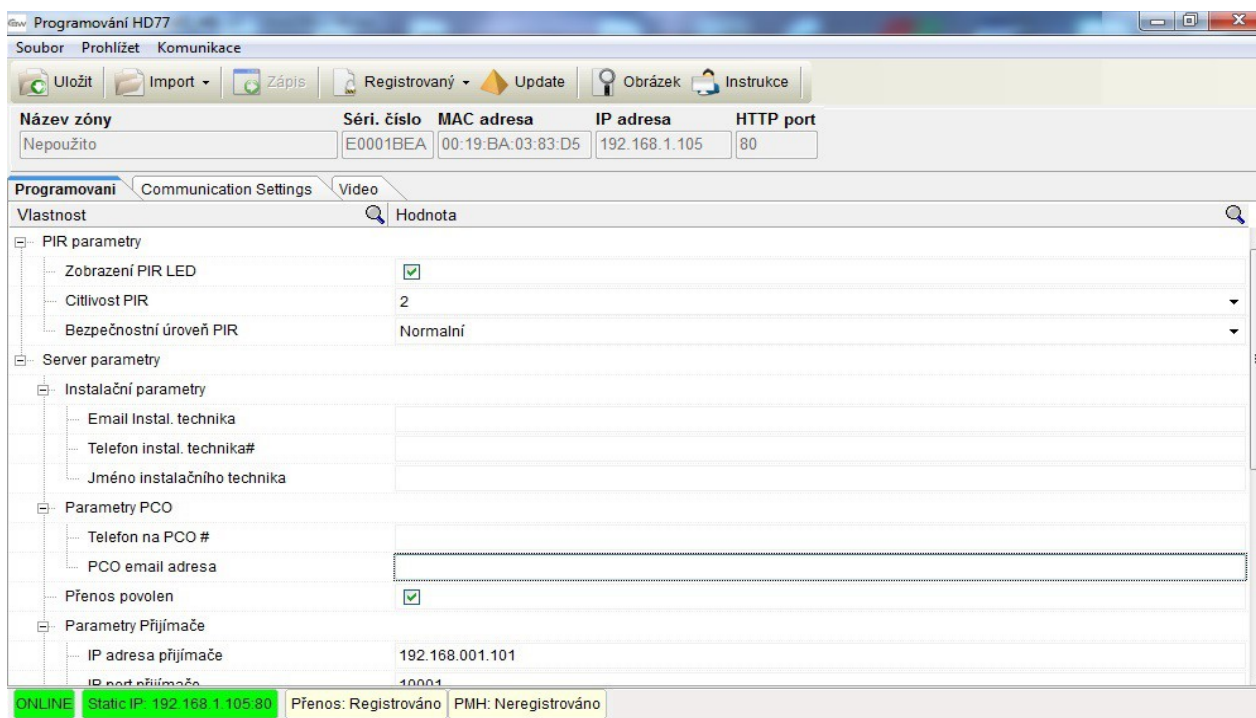 Programování HD77
Soubor Prohlížet Komunikace
Uložit Import Zápis Registrovaný Update Obrázek Instrukce
Název zóny Séri. číslo MAC adresa IP adresa HTTP port
Nepoužito E0001BEA 00:19:BA:03:83:D5 192.168.1.105 80
Programovani Communication Settings Video
Vlastnost Hodnota
PIR parametry
Zobrazení PIR LED
Citlivost PIR 2
Bezpečnostní úroveň PIR Normalní
Server parametry
Instalační parametry
Email Instal. technika
Telefon instal. technika#
Jméno instalačního technika
Parametry PCO
Telefon na PCO #
PCO email adresa
Přenos povolen
Parametry Přijímače
IP adresa přijímače 192.168.001.101
IP port přijímače 10001
ONLINE Static IP: 192.168.1.105:80 Přenos: Registrováno PMH: Neregistrováno